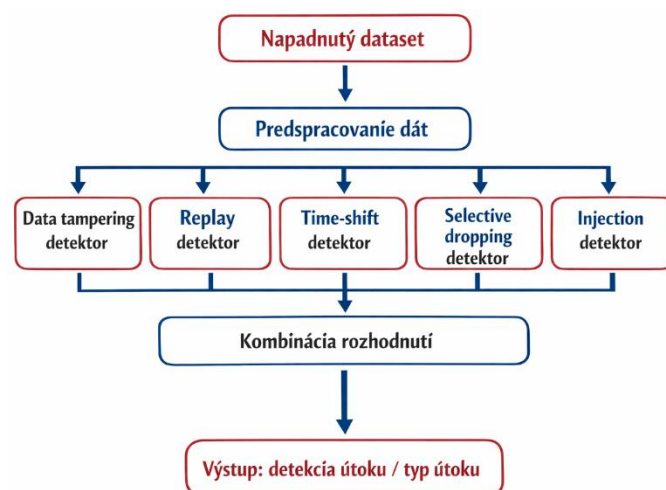 Napadnutý dataset
Predspracovanie dát
Data tampering
detektor
Replay
detektor
Time-shift
detektor
Selective
dropping
detektor
Injection
detektor
Kombinácia rozhodnutí
Výstup: detekcia útoku / typ útoku